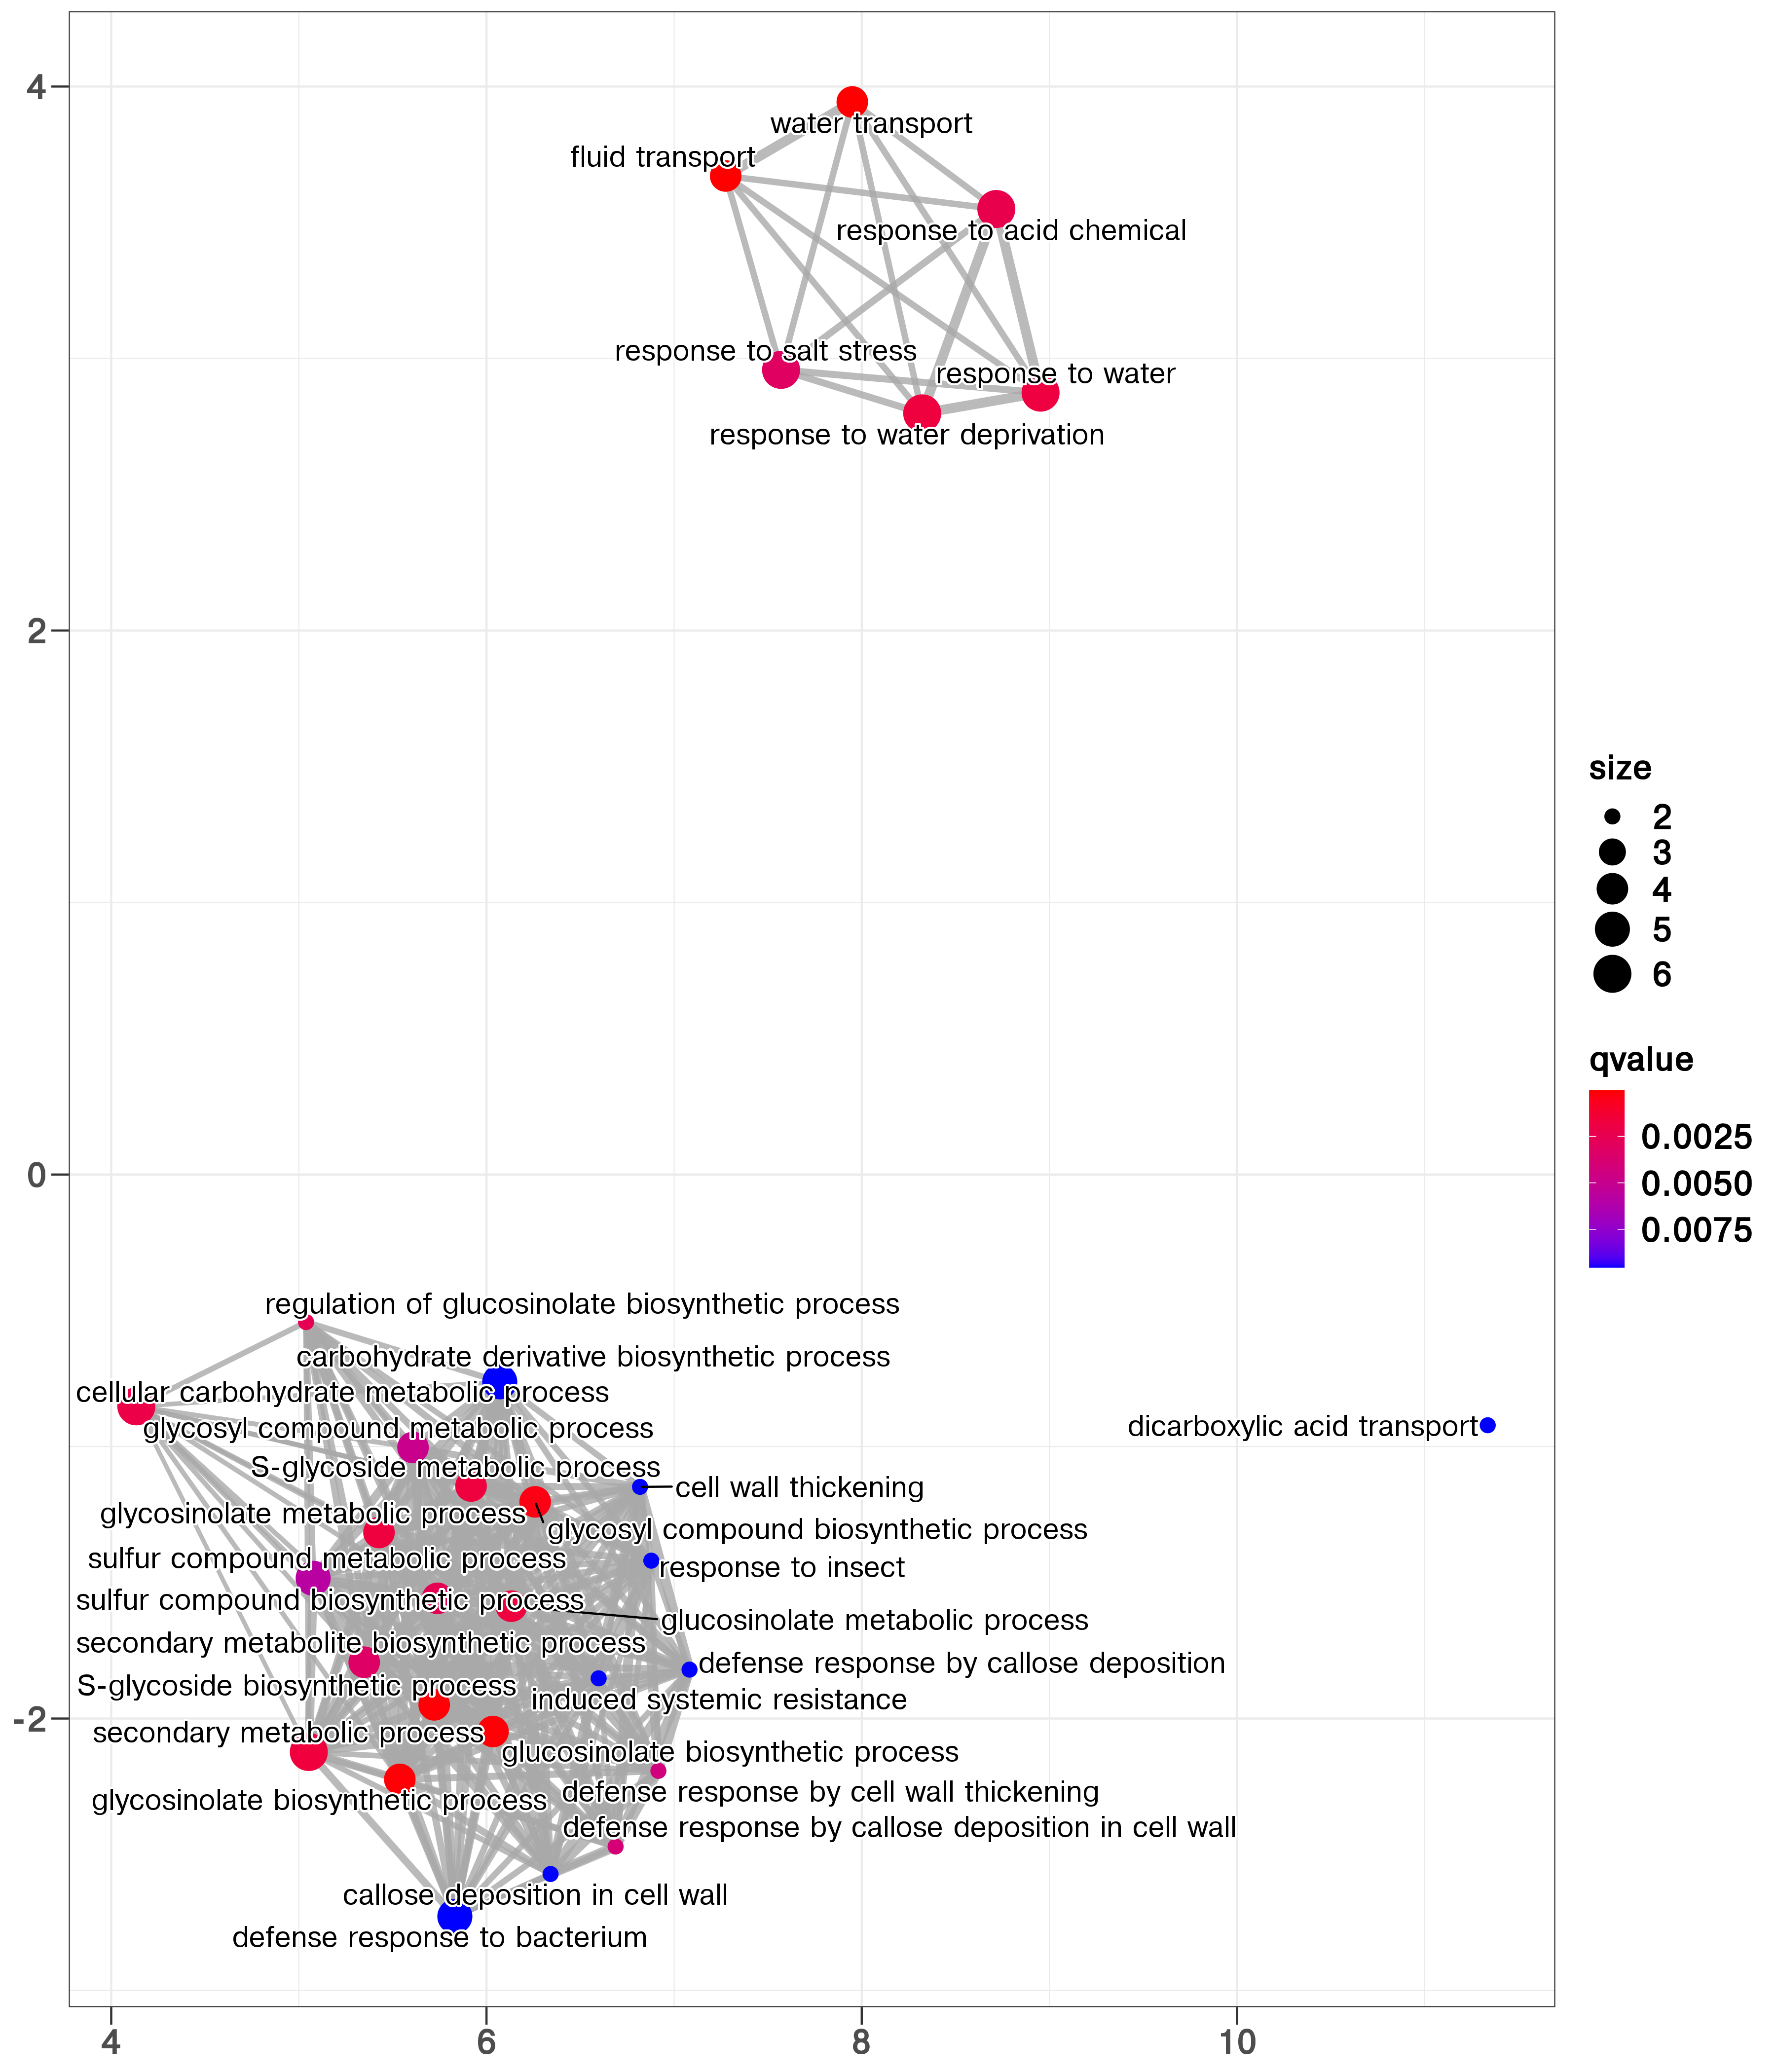 4
water transport
fluid transport
response to acid chemical
response to salt stress
response to water
response to water deprivation
2
size
2
3
4
5
6
qvalue
0.0025
0.0050
0.0075
0
regulation of glucosinolate biosynthetic process
carbohydrate derivative biosynthetic process
cellular carbohydrate metabolic process
glycosyl compound metabolic process
dicarboxylic acid transport
S-glycoside metabolic process
cell wall thickening
glycosinolate metabolic process
glycosyl compound biosynthetic process
sulfur compound metabolic process
response to insect
sulfur compound biosynthetic process
glucosinolate metabolic process
secondary metabolite biosynthetic process
defense response by callose deposition
S-glycoside biosynthetic process
induced systemic resistance
-2
secondary metabolic process
glucosinolate biosynthetic process
defense response by cell wall thickening
glycosinolate biosynthetic process
defense response by callose deposition in cell wall
callose deposition in cell wall
defense response to bacterium
4
6
8
10